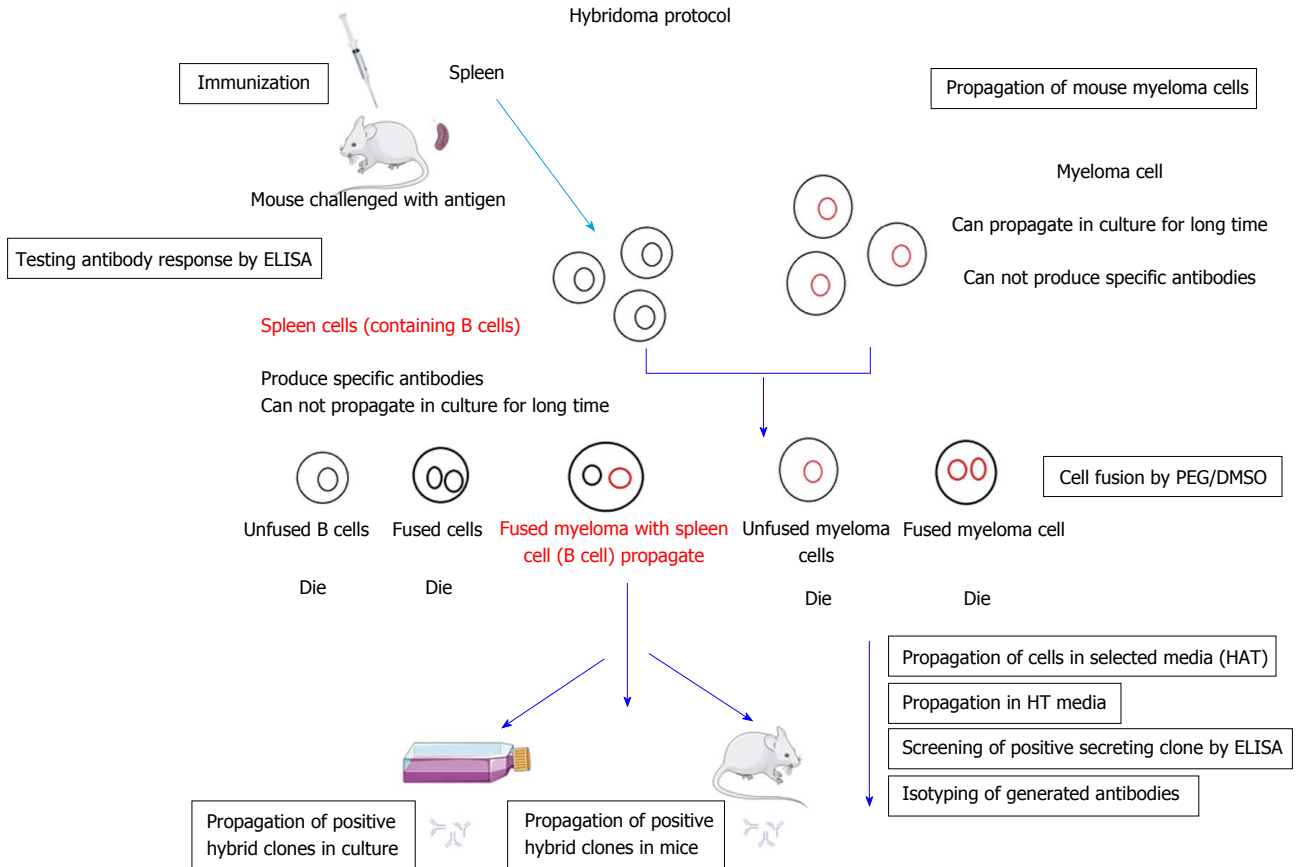 Hybridoma protocol
Immunization
Spleen
Propagation of mouse myeloma cells
Mouse challenged with antigen
Myeloma cell
Can propagate in culture for long time
Can not produce specific antibodies
Testing antibody response by ELISA
Spleen cells (containing B cells)
Produce specific antibodies
Can not propagate in culture for long time
Cell fusion by PEG/DMSO
Unfused B cells
Die
Fused cells
Die
Fused myeloma with spleen
cell (B cell) propagate
Unfused myeloma
cells
Die
Fused myeloma cell
Die
Propagation of cells in selected media (HAT)
Propagation in HT media
Screening of positive secreting clone by ELISA
Isotyping of generated antibodies
Propagation of positive
hybrid clones in culture
Propagation of positive
hybrid clones in mice